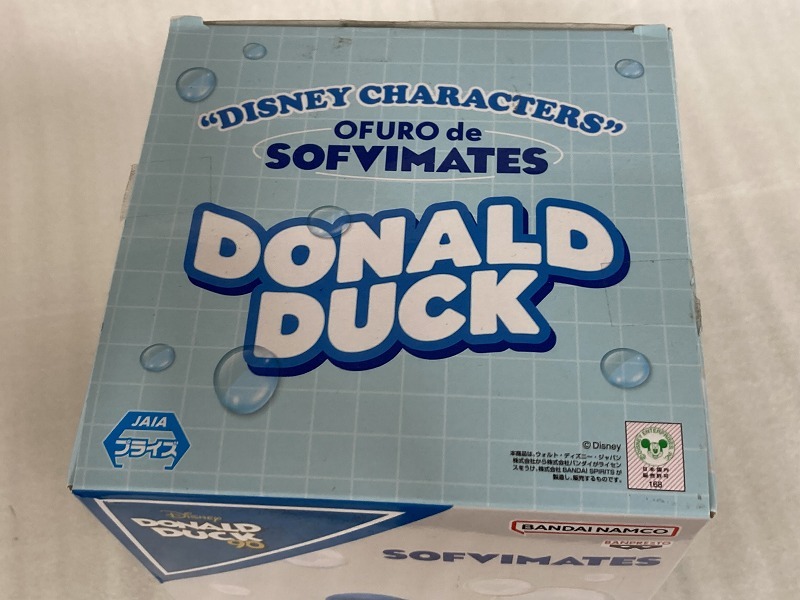 "DISNEY CHARACTERS"
OFURO de
SOFVIMATES
DONALD
DUCK
JAIA
プライズ
©Disney
本商品は、ウォルト・ディズニー・ジャパン
株式会社から株式会社バンダイがライセン
スをうけ、株式会社BANDAI SPIRITSが
製造し、販売するものです。
日本国内
販売許可
168
Disney
DONALD
DUCK 90
BANDAI NAMCO
BANPRESTO
SOFVIMATES